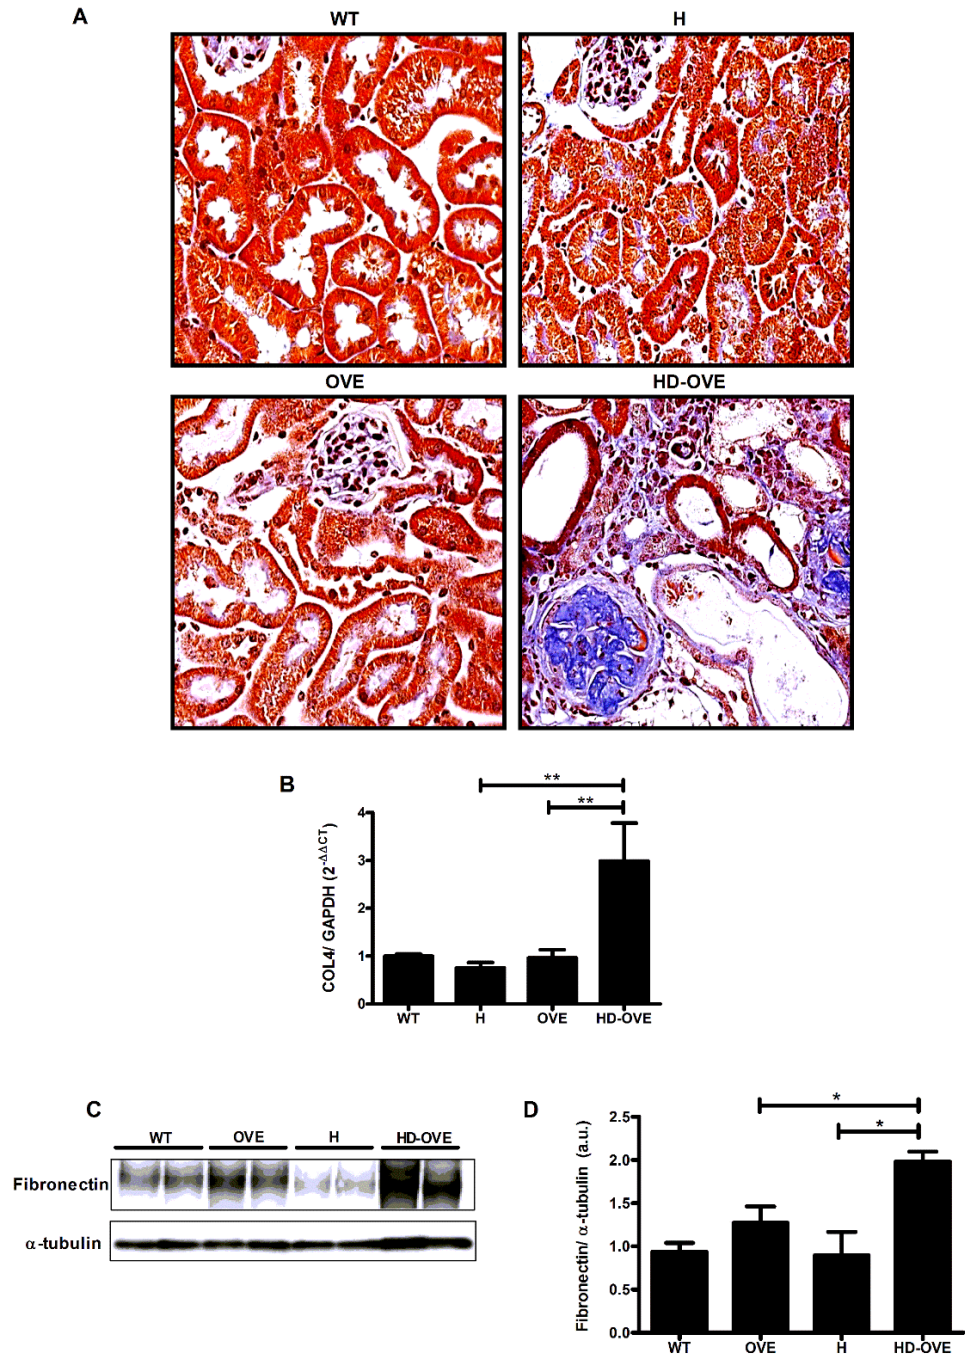 A
WT
H
OVE
HD-OVE
B
**
**
COL4/ GAPDH (2^-ΔΔCT)
4
3
2
1
0
WT
H
OVE
HD-OVE
C
WT
OVE
H
HD-OVE
Fibronectin
α-tubulin
D
*
*
Fibronectin/ α-tubulin (a.u.)
2.5
2.0
1.5
1.0
0.5
0.0
WT
OVE
H
HD-OVE